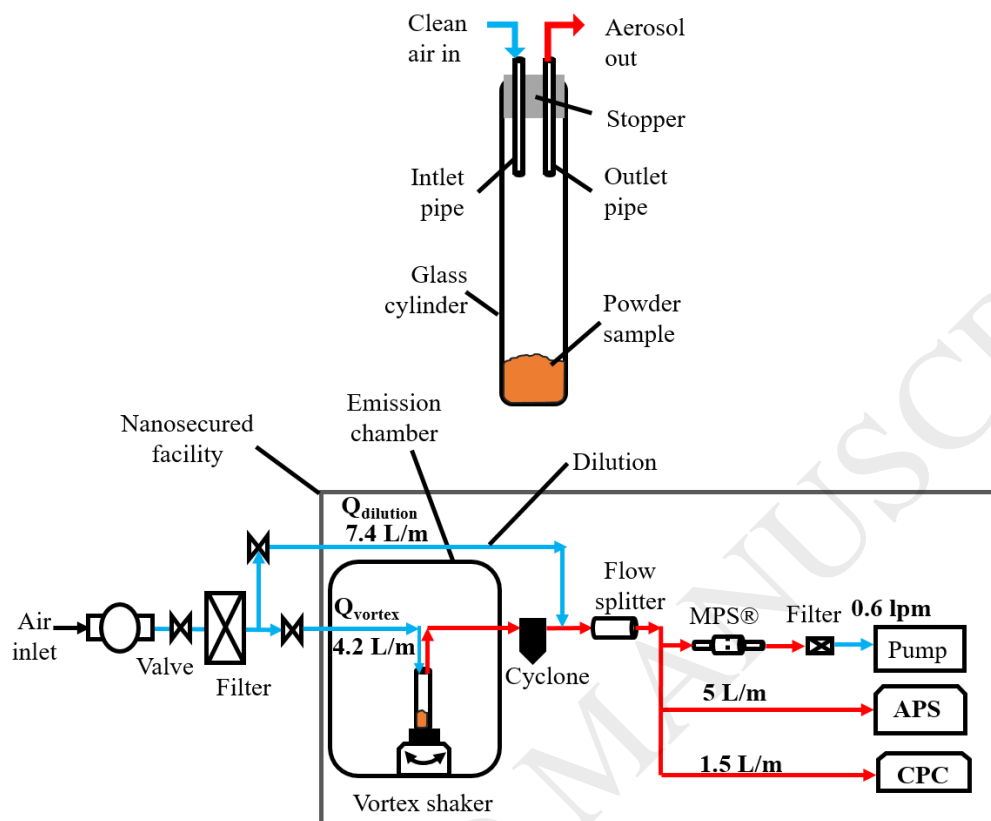 Clean
air in
Aerosol
out
Stopper
Intlet
pipe
Outlet
pipe
Glass
cylinder
Powder
sample
Emission
chamber
Nanosecured
facility
Dilution
Qdilution
7.4 L/m
Qvortex
4.2 L/m
Air
inlet
Valve
Filter
Cyclone
Flow
splitter
MPS®
Filter
0.6 lpm
Pump
5 L/m
APS
1.5 L/m
CPC
Vortex shaker
MANUSCRI